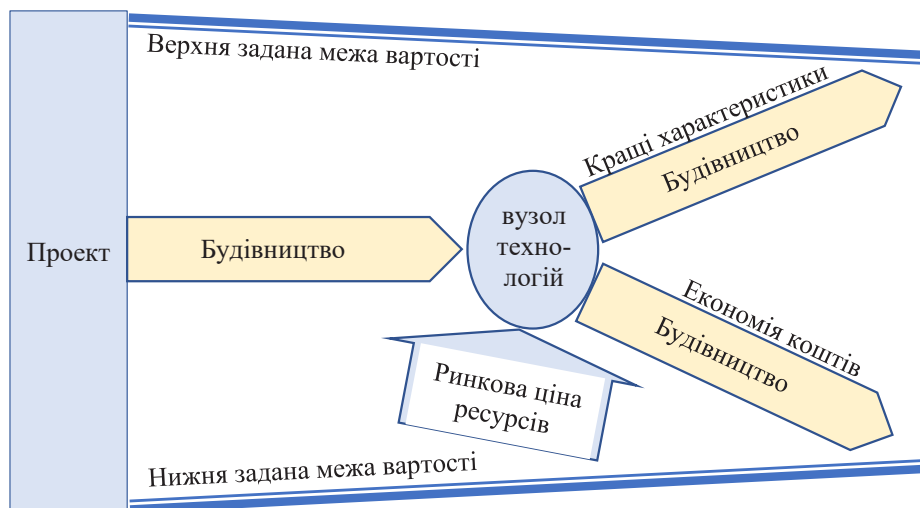 Верхня задана межа вартості
Кращі характеристики
Будівництво
Проект
Будівництво
вузол
техно-
логій
Економія коштів
Будівництво
Ринкова ціна
ресурсів
Нижня задана межа вартості